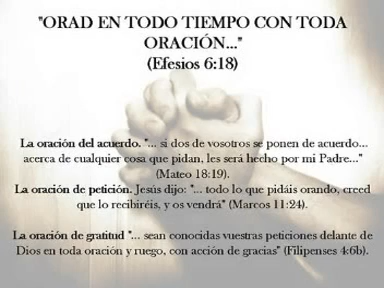 "ORAD EN TODO TIEMPO CON TODA
ORACIÓN..."
(Efesios 6:18)
La oración del acuerdo. "... si dos de vosotros se ponen de acuerdo...
acerca de cualquier cosa que pidan, les será hecho por mi Padre..."
(Mateo 18:19).
La oración de petición. Jesús dijo: "... todo lo que pidáis orando, creed
que lo recibiréis, y os vendrá" (Marcos 11:24).
La oración de gratitud "... sean conocidas vuestras peticiones delante de
Dios en toda oración y ruego, con acción de gracias" (Filipenses 4:6b).